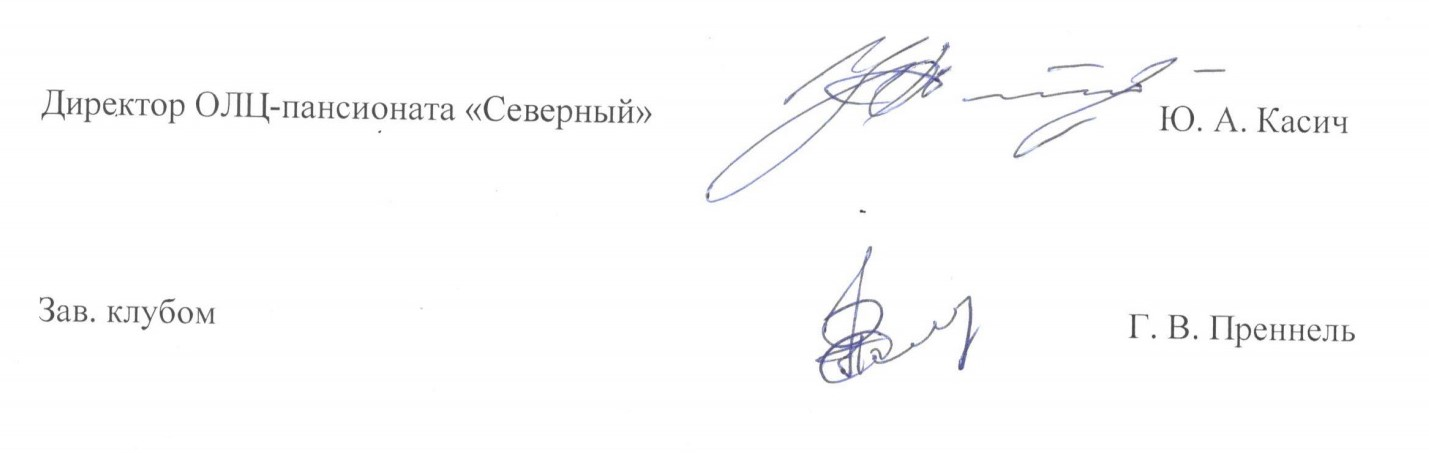 Директор ОЛЦ-пансионата «Северный» Ю. А. Касич
Зав. клубом Г. В. Преннель